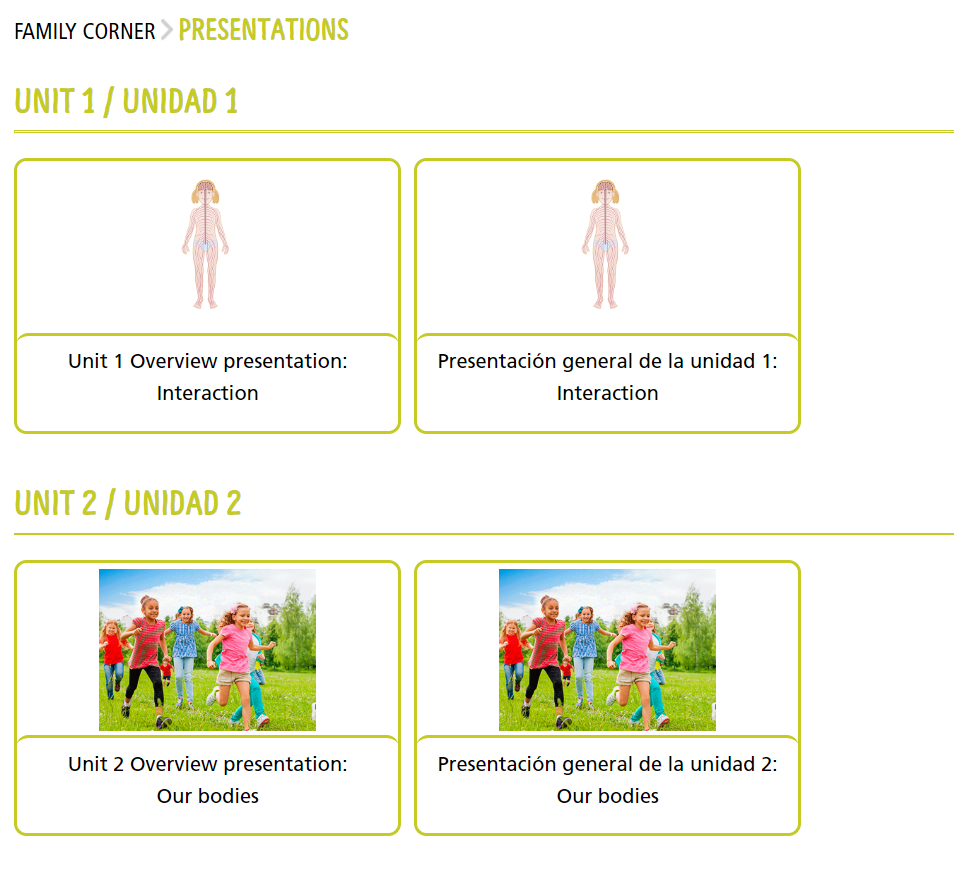 FAMILY CORNER > PRESENTATIONS
UNIT 1 / UNIDAD 1
Unit 1 Overview presentation:
Interaction
Presentación general de la unidad 1:
Interaction
UNIT 2 / UNIDAD 2
Unit 2 Overview presentation:
Our bodies
Presentación general de la unidad 2:
Our bodies